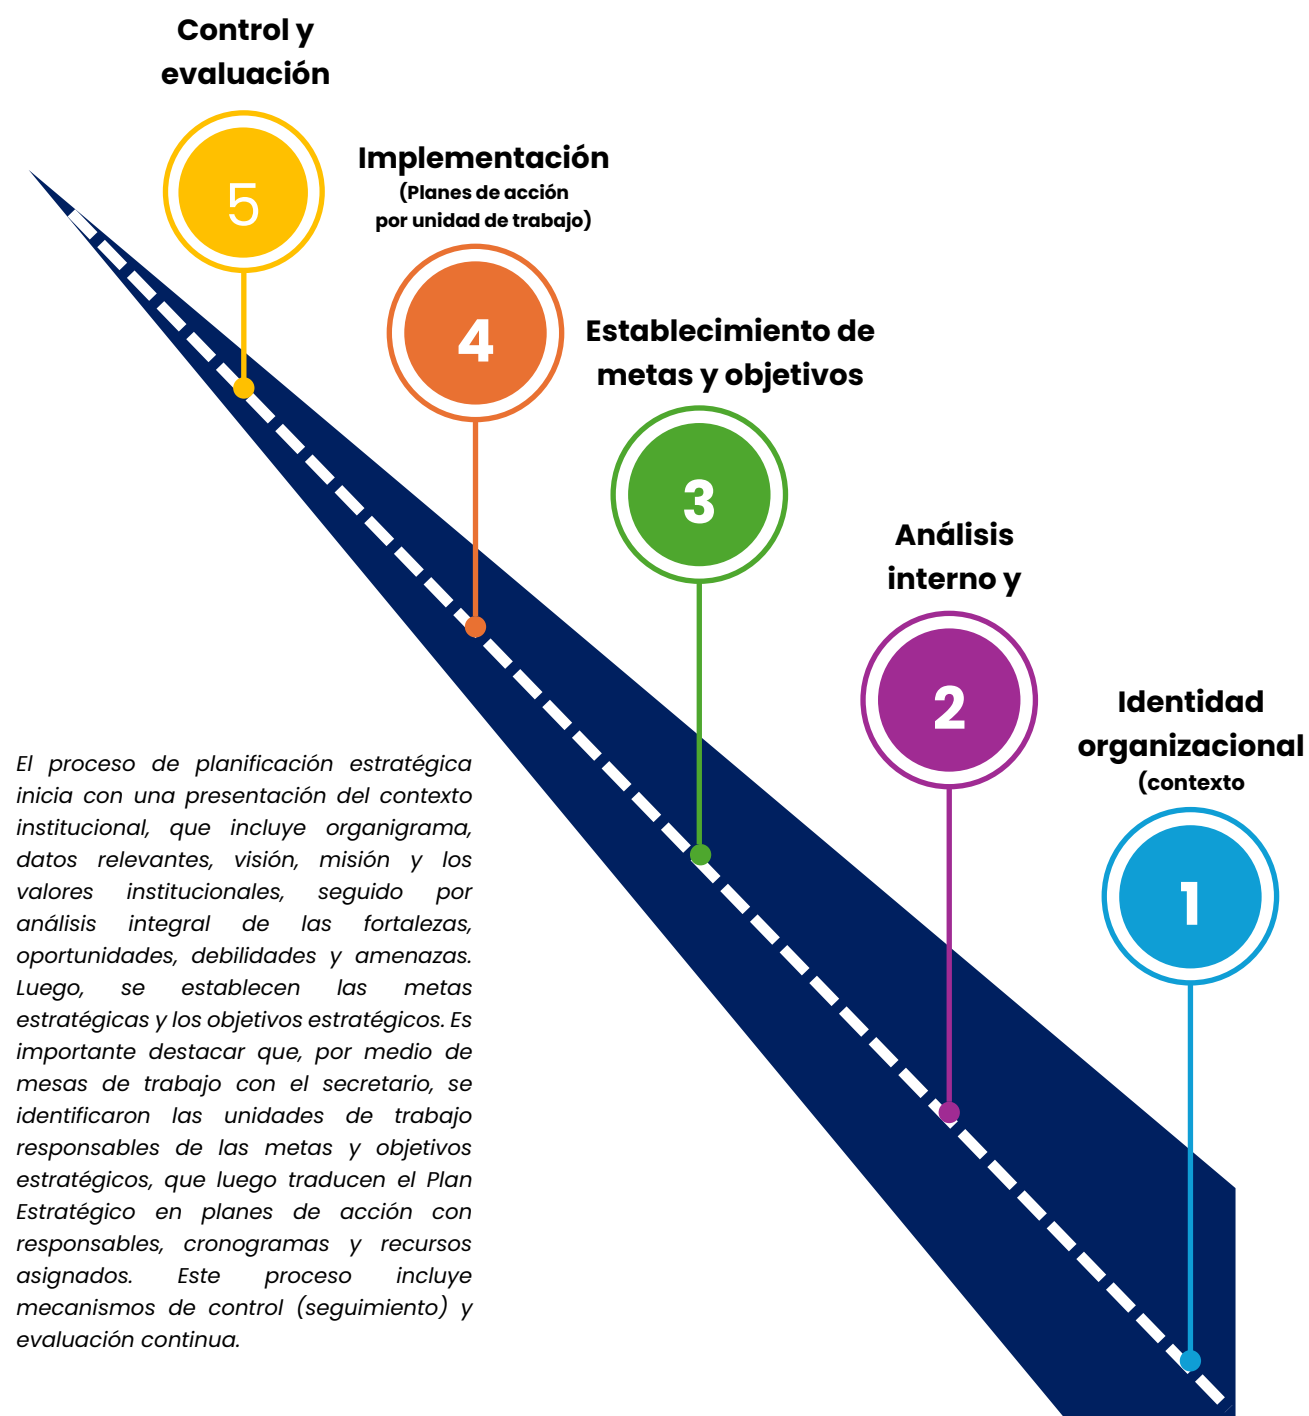 Control y
evaluación
5
Implementación
(Planes de acción
por unidad de trabajo)
4
Establecimiento de
metas y objetivos
3
Análisis
interno y
2
Identidad
organizacional
(contexto
1
El proceso de planificación estratégica
inicia con una presentación del contexto
institucional, que incluye organigrama,
datos relevantes, visión, misión y los
valores institucionales, seguido por
análisis integral de las fortalezas,
oportunidades, debilidades y amenazas.
Luego, se establecen las metas
estratégicas y los objetivos estratégicos. Es
importante destacar que, por medio de
mesas de trabajo con el secretario, se
identificaron las unidades de trabajo
responsables de las metas y objetivos
estratégicos, que luego traducen el Plan
Estratégico en planes de acción con
responsables, cronogramas y recursos
asignados. Este proceso incluye
mecanismos de control (seguimiento) y
evaluación continua.